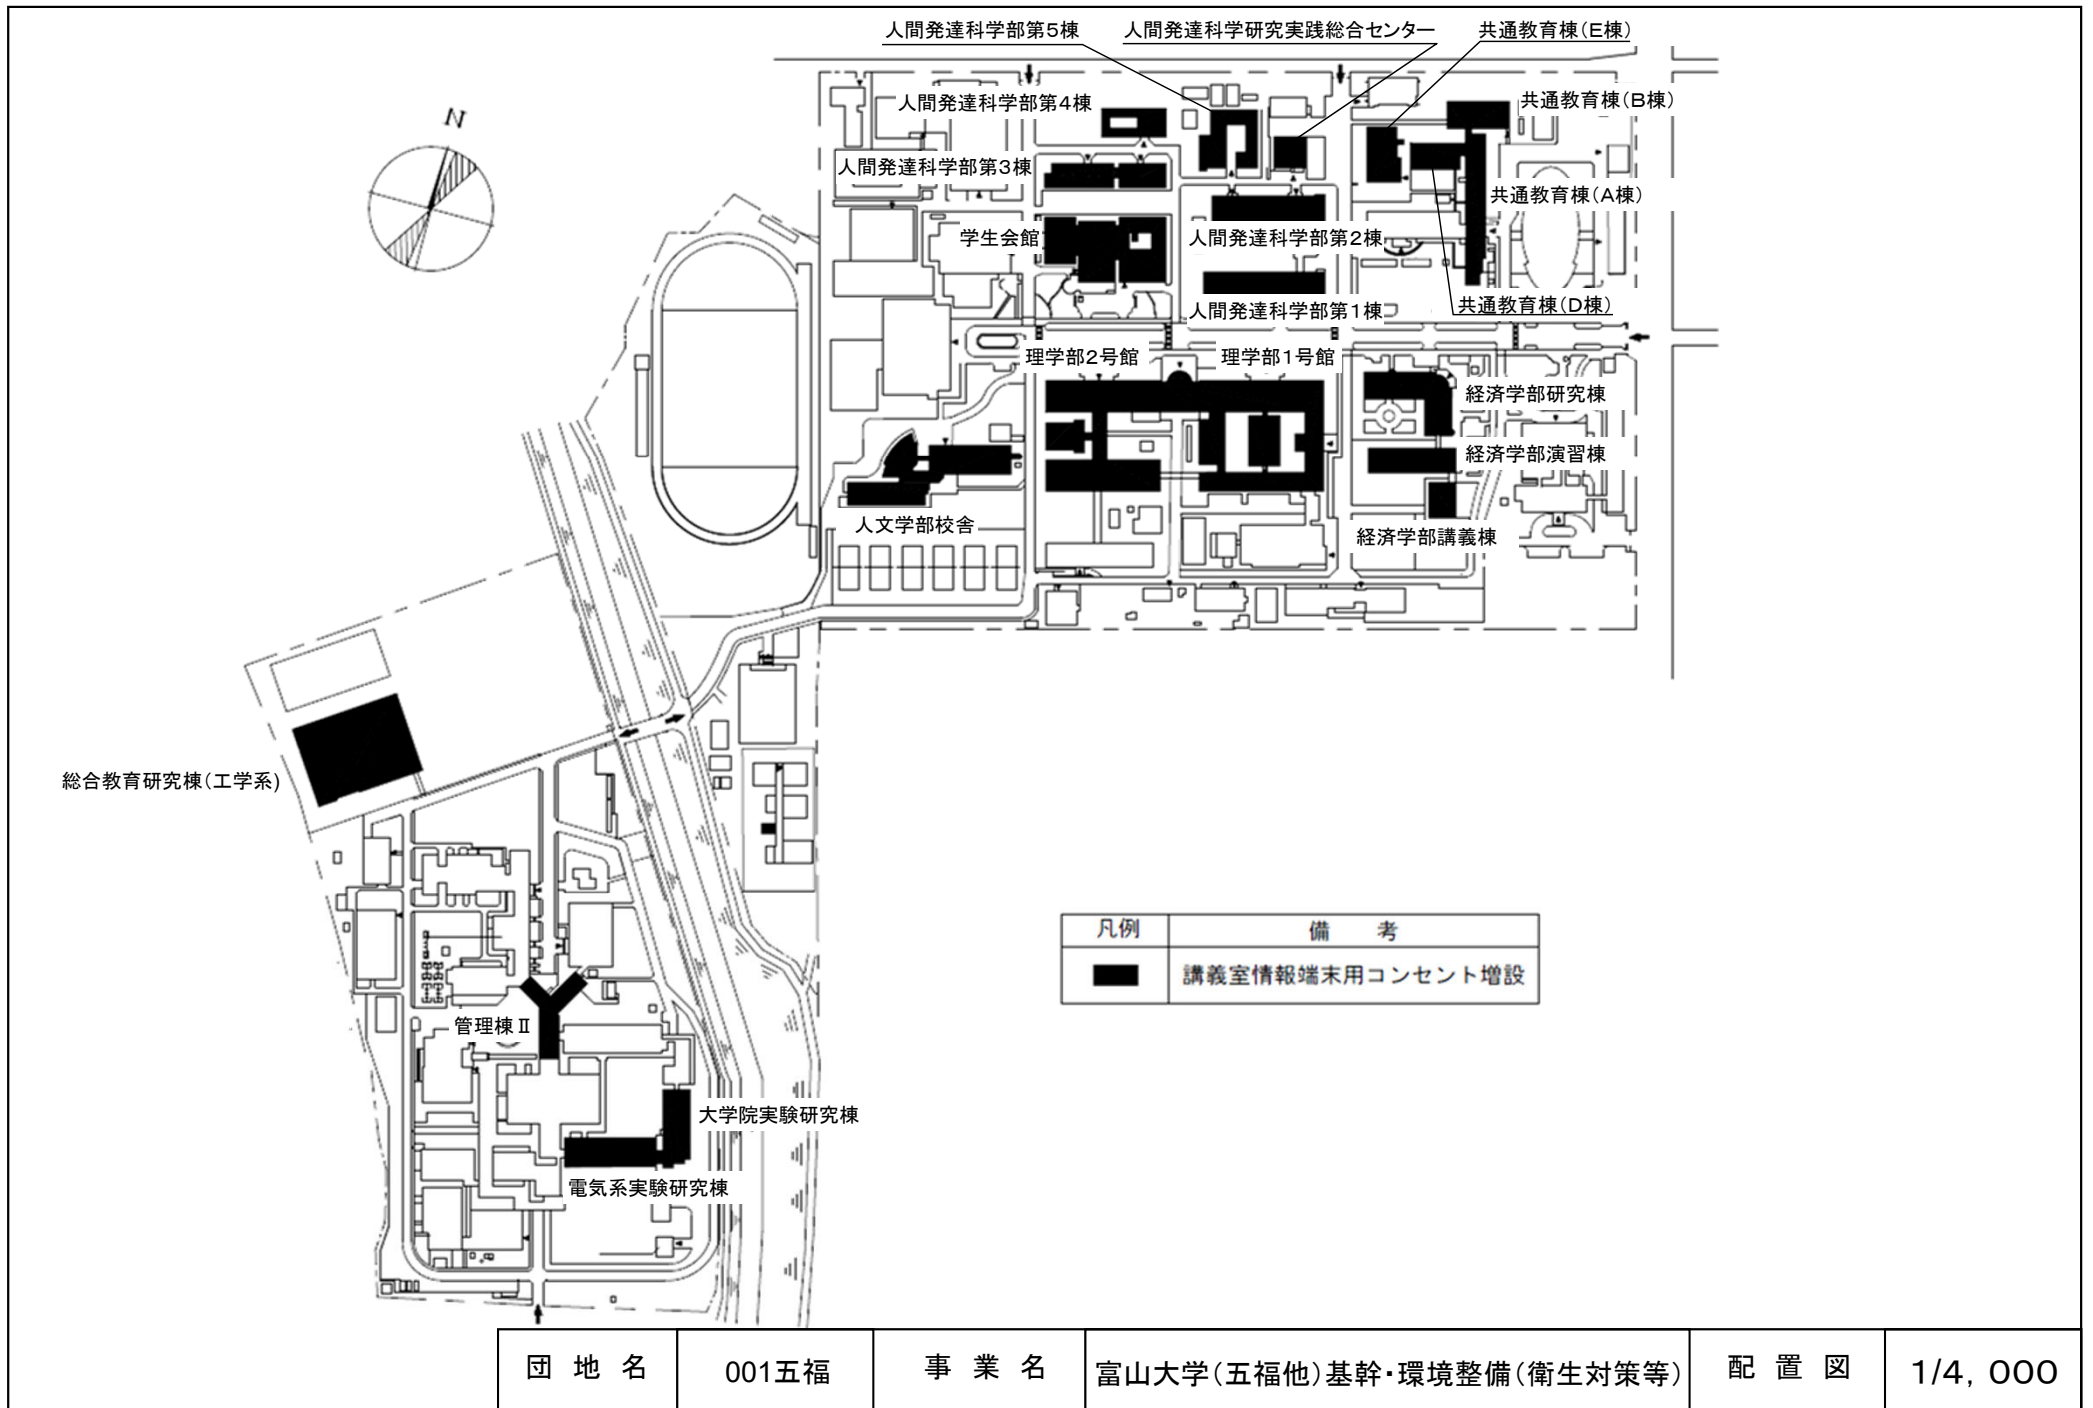 人間発達科学部第5棟
人間発達科学研究実践総合センター
共通教育棟(E棟)
N
人間発達科学部第4棟
共通教育棟(B棟)
人間発達科学部第3棟
共通教育棟(A棟)
学生会館
人間発達科学部第2棟
人間発達科学部第1棟
共通教育棟(D棟)
理学部2号館
理学部1号館
経済学部研究棟
経済学部演習棟
人文学部校舎
経済学部講義棟
総合教育研究棟(工学系)
凡例 備 考
講義室情報端末用コンセント増設
管理棟Ⅱ
大学院実験研究棟
電気系実験研究棟
団 地 名 001五福 事 業 名 富山大学(五福他)基幹・環境整備(衛生対策等) 配 置 図 1/4, 000